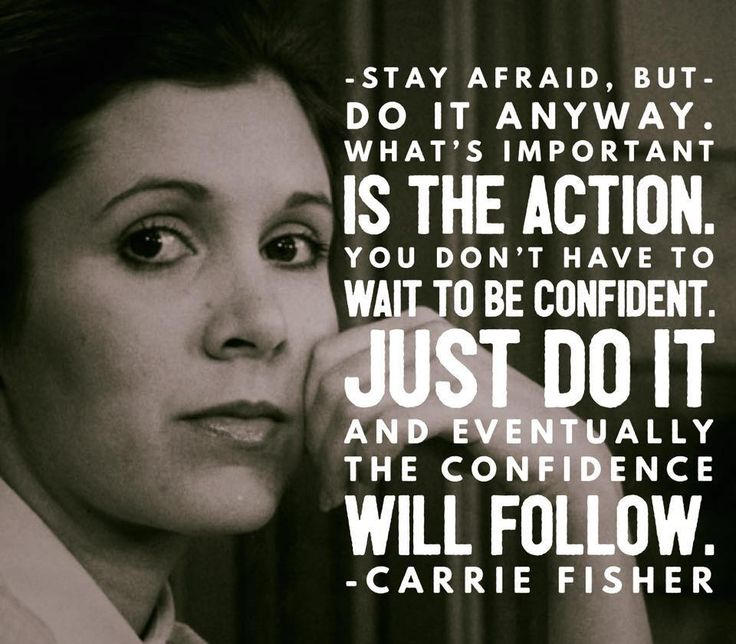 -STAY AFRAID, BUT-
DO IT ANYWAY.
WHAT'S IMPORTANT
IS THE ACTION.
YOU DON'T HAVE TO
WAIT TO BE CONFIDENT.
JUST DO IT
AND EVENTUALLY
THE CONFIDENCE
WILL FOLLOW.
-CARRIE FISHER